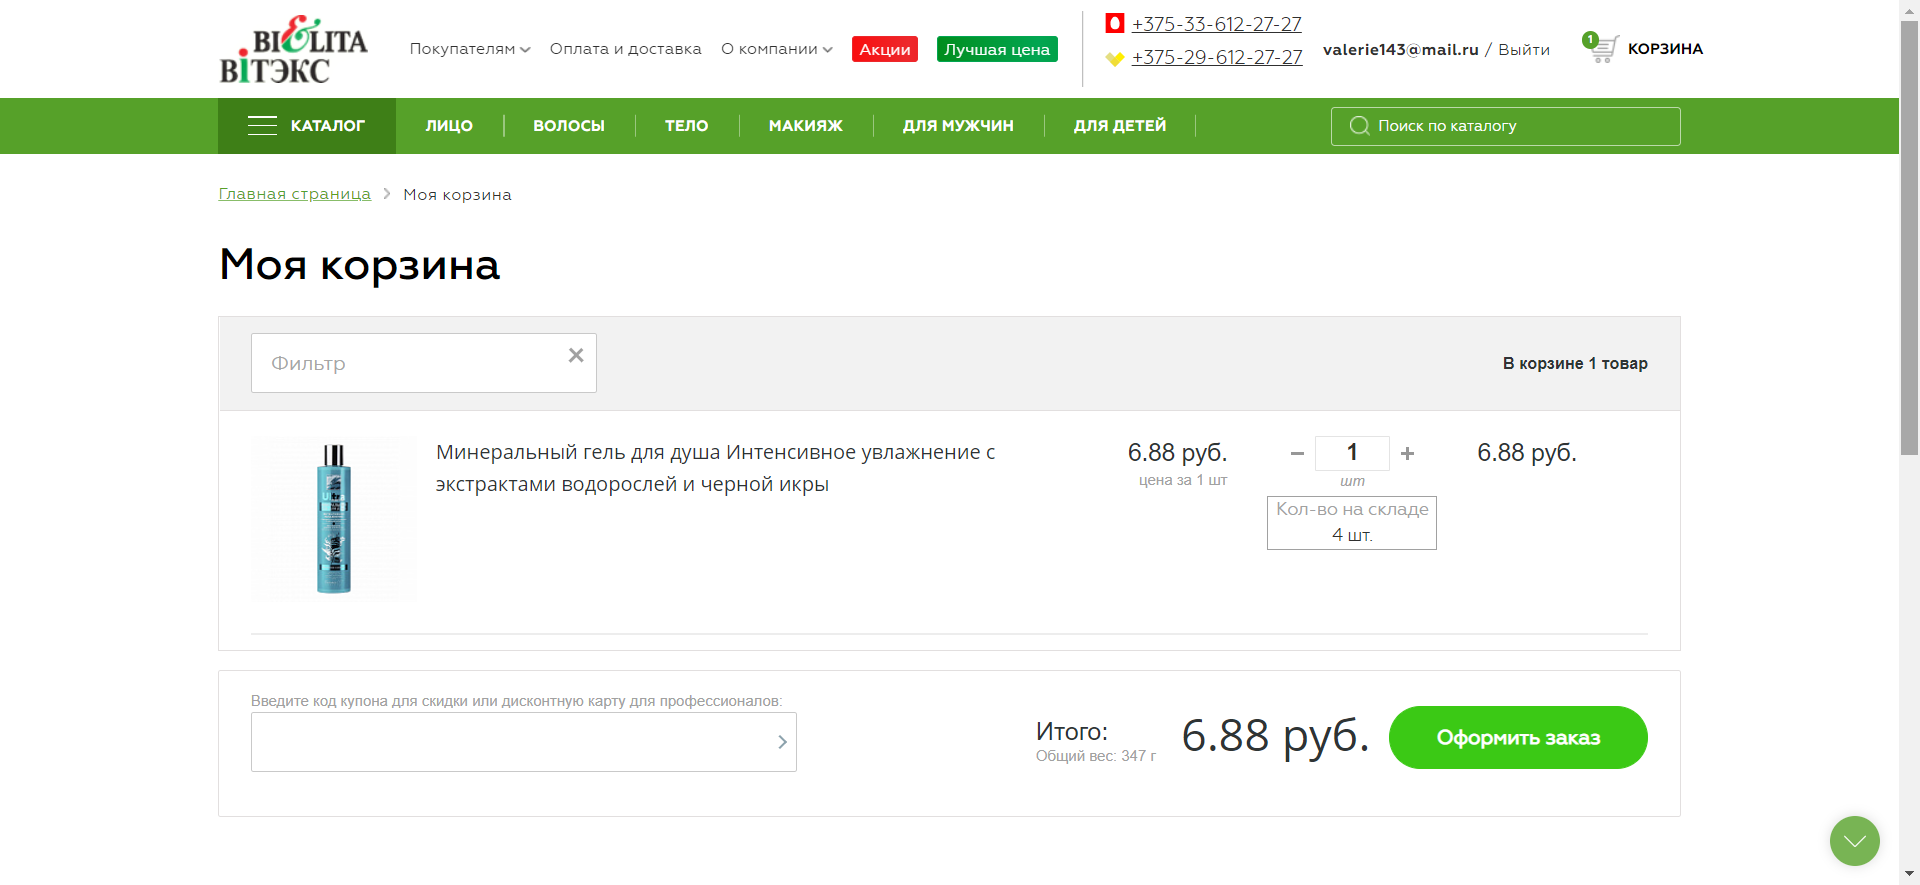 BIELITA
ВІТЭКС
Покупателям
Оплата и доставка
О компании
Акции
Лучшая цена
+375-33-612-27-27
+375-29-612-27-27
valerie143@mail.ru / Выйти
1
КОРЗИНА
КАТАЛОГ
ЛИЦО
ВОЛОСЫ
ТЕЛО
МАКИЯЖ
ДЛЯ МУЖЧИН
ДЛЯ ДЕТЕЙ
Поиск по каталогу
Главная страница
Моя корзина
Моя корзина
Фильтр
В корзине 1 товар
Ultra
Минеральный гель для душа Интенсивное увлажнение с
экстрактами водорослей и черной икры
6.88 руб.
цена за 1 шт
1
шт
Кол-во на складе
4 шт.
6.88 руб.
Введите код купона для скидки или дисконтную карту для профессионалов:
Итого:
Общий вес: 347 г
6.88 руб.
Оформить заказ